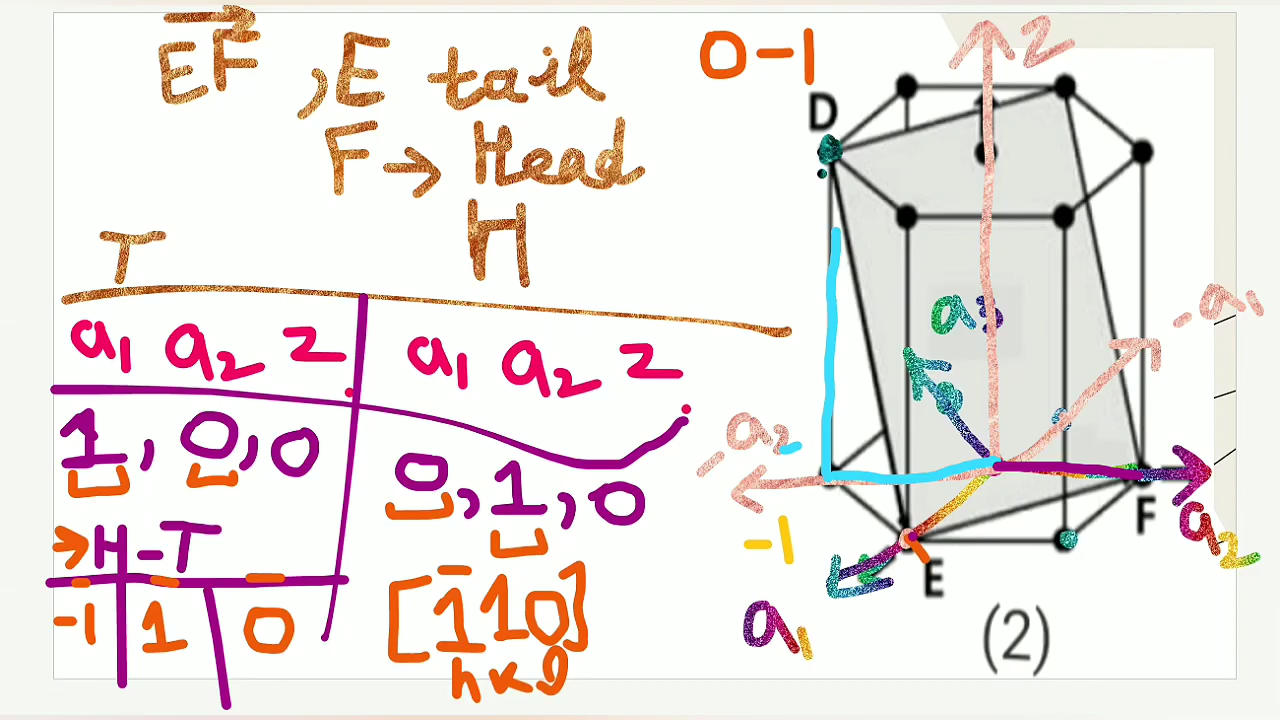 EF , E tail
F → Head
T H
a1 a2 z a1 a2 z
1, 0, 0 0, 1, 0
→ H-T
-1 1 0 [1̄10]
hkl
0-1
D
z
a3
-a1
-a2
-1
a1
E
F
a2
(2)